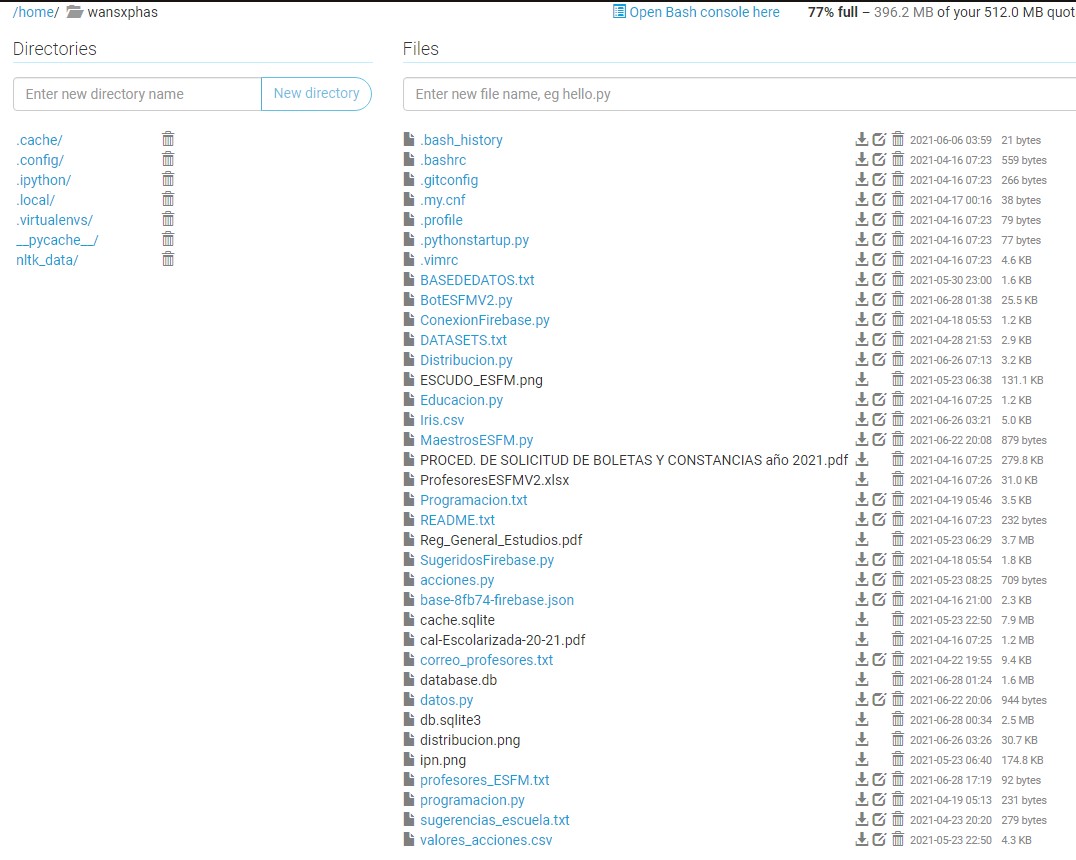 /home/ wansxphas Open Bash console here 77% full – 396.2 MB of your 512.0 MB quot
Directories
Enter new directory name New directory
.cache/
.config/
.ipython/
.local/
.virtualenvs/
__pycache__/
nltk_data/
Files
Enter new file name, eg hello.py
.bash_history 2021-06-06 03:59 21 bytes
.bashrc 2021-04-16 07:23 559 bytes
.gitconfig 2021-04-16 07:23 266 bytes
.my.cnf 2021-04-17 00:16 38 bytes
.profile 2021-04-16 07:23 79 bytes
.pythonstartup.py 2021-04-16 07:23 77 bytes
.vimrc 2021-04-16 07:23 4.6 KB
BASEDEDATOS.txt 2021-05-30 23:00 1.6 KB
BotESFMV2.py 2021-06-28 01:38 25.5 KB
ConexionFirebase.py 2021-04-18 05:53 1.2 KB
DATASETS.txt 2021-04-28 21:53 2.9 KB
Distribucion.py 2021-06-26 07:13 3.2 KB
ESCUDO_ESFM.png 2021-05-23 06:38 131.1 KB
Educacion.py 2021-04-16 07:25 1.2 KB
Iris.csv 2021-06-26 03:21 5.0 KB
MaestrosESFM.py 2021-06-22 20:08 879 bytes
PROCED. DE SOLICITUD DE BOLETAS Y CONSTANCIAS año 2021.pdf 2021-04-16 07:25 279.8 KB
ProfesoresESFMV2.xlsx 2021-04-16 07:26 31.0 KB
Programacion.txt 2021-04-19 05:46 3.5 KB
README.txt 2021-04-16 07:23 232 bytes
Reg_General_Estudios.pdf 2021-05-23 06:29 3.7 MB
SugeridosFirebase.py 2021-04-18 05:54 1.8 KB
acciones.py 2021-05-23 08:25 709 bytes
base-8fb74-firebase.json 2021-04-16 21:00 2.3 KB
cache.sqlite 2021-05-23 22:50 7.9 MB
cal-Escolarizada-20-21.pdf 2021-04-16 07:25 1.2 MB
correo_profesores.txt 2021-04-22 19:55 9.4 KB
database.db 2021-06-28 01:24 1.6 MB
datos.py 2021-06-22 20:06 944 bytes
db.sqlite3 2021-06-28 00:34 2.5 MB
distribucion.png 2021-06-26 03:26 30.7 KB
ipn.png 2021-05-23 06:40 174.8 KB
profesores_ESFM.txt 2021-06-28 17:19 92 bytes
programacion.py 2021-04-19 05:13 231 bytes
sugerencias_escuela.txt 2021-04-23 20:20 279 bytes
valores_acciones.csv 2021-05-23 22:50 4.3 KB